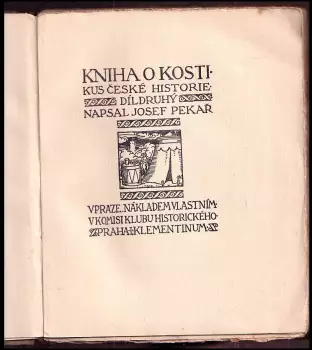 KNIHA O KOSTI·
KUS ČESKÉ HISTORIE·
DÍL DRUHÝ
NAPSAL JOSEF PEKAŘ
V PRAZE. NÁKLADEM VLASTNÍM·
V KOMISI KLUBU HISTORICKÉHO·
PRAHA·KLEMENTINUM·